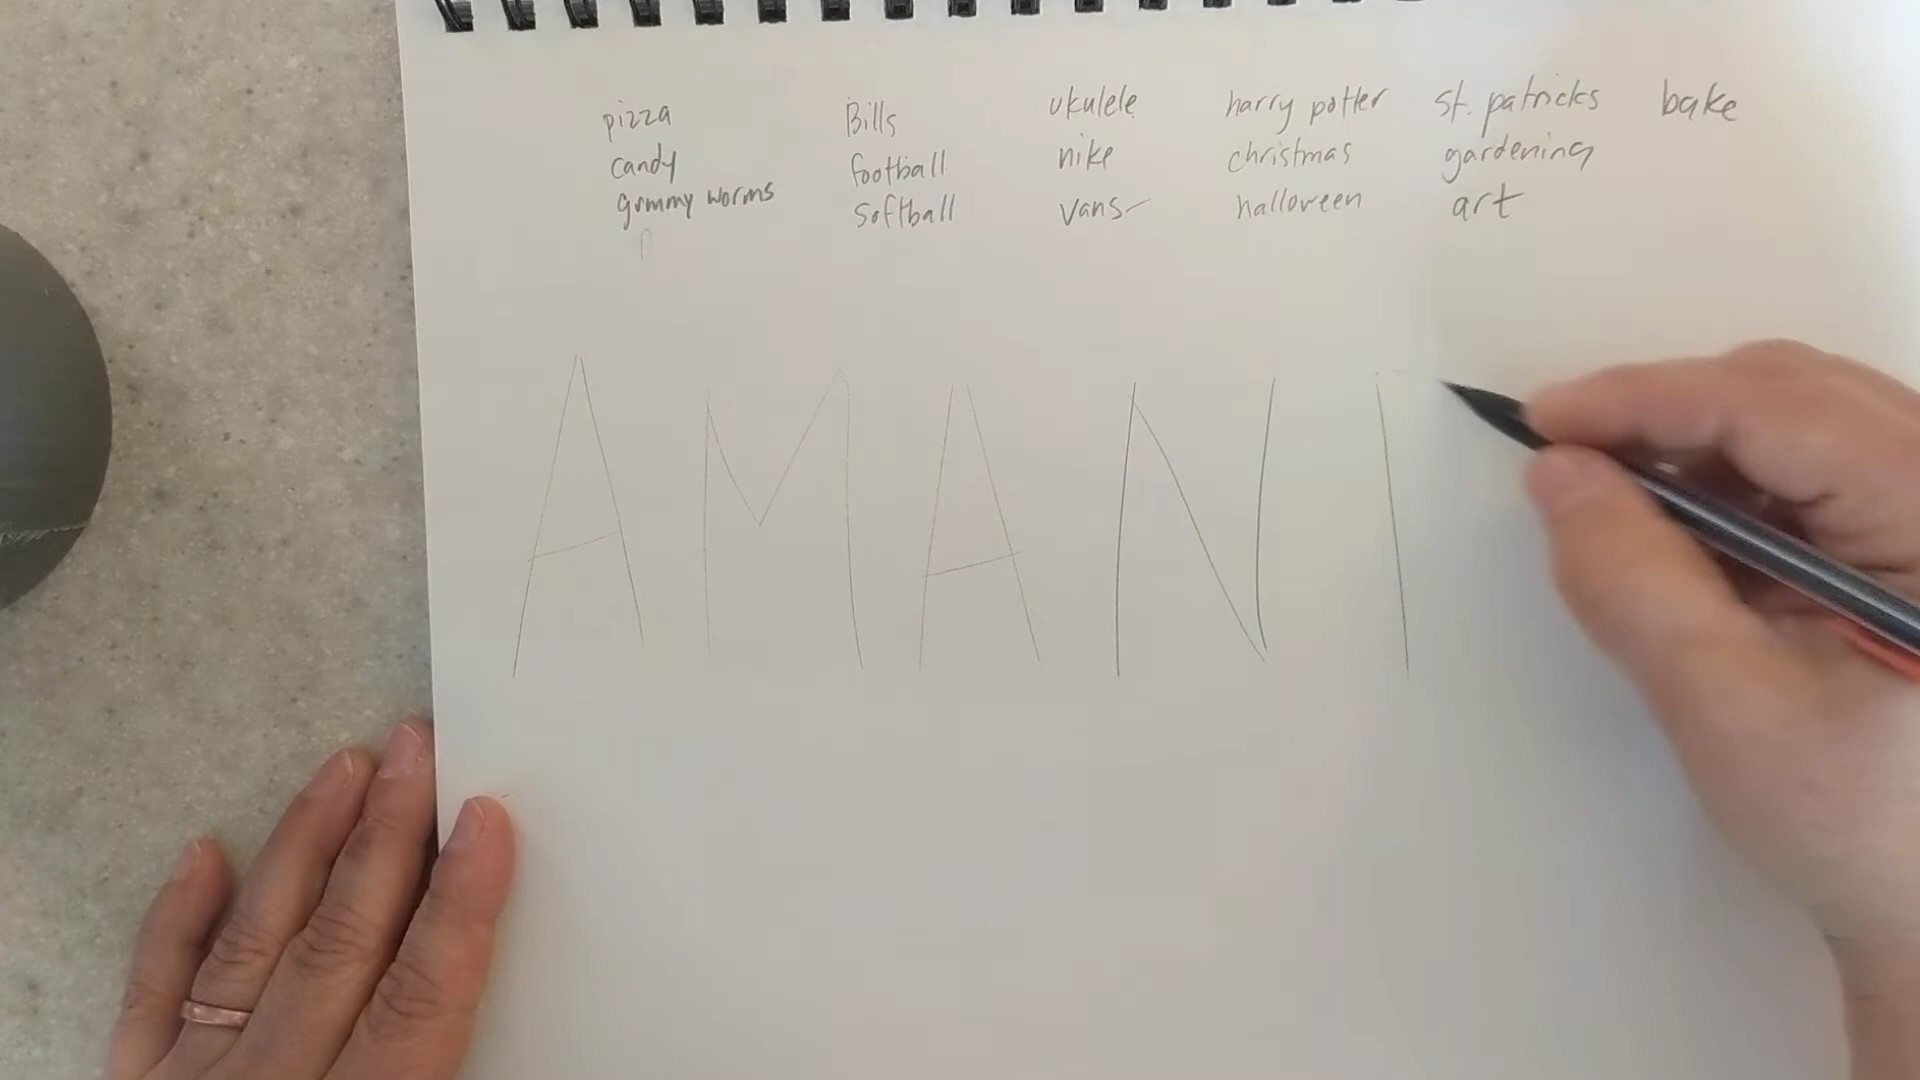 pizza
candy
gummy worms
Bills
football
softball
ukulele
nike
vans
harry potter
christmas
halloween
st. patricks
gardening
art
bake
AMANI